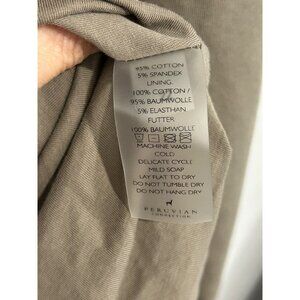 95% COTTON
5% SPANDEX
LINING:
100% COTTON /
95% BAUMWOLLE
5% ELASTHAN
FUTTER
100% BAUMWOLLE
MACHINE WASH
COLD
DELICATE CYCLE
MILD SOAP
LAY FLAT TO DRY
DO NOT TUMBLE DRY
DO NOT HANG DRY
PERUVIAN
CONNECTION